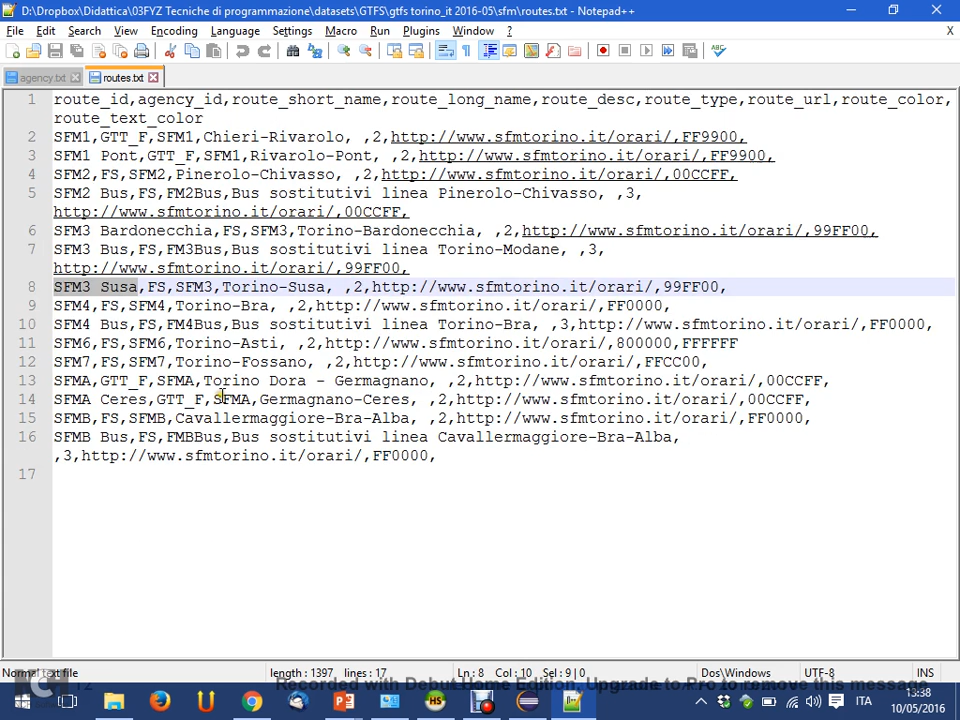 D:\Dropbox\Didattica\03FYZ Tecniche di programmazione\datasets\GTFS\gtfs torino_it 2016-05\sfm\routes.txt - Notepad++
File Edit Search View Encoding Language Settings Macro Run Plugins Window ? X
agency.txt routes.txt
1 route_id,agency_id,route_short_name,route_long_name,route_desc,route_type,route_url,route_color,
route_text_color
2 SFM1,GTT_F,SFM1,Chieri-Rivarolo, ,2,http://www.sfmtorino.it/orari/,FF9900,
3 SFM1 Pont,GTT_F,SFM1,Rivarolo-Pont, ,2,http://www.sfmtorino.it/orari/,FF9900,
4 SFM2,FS,SFM2,Pinerolo-Chivasso, ,2,http://www.sfmtorino.it/orari/,00CCFF,
5 SFM2 Bus,FS,FM2Bus,Bus sostitutivi linea Pinerolo-Chivasso, ,3,
http://www.sfmtorino.it/orari/,00CCFF,
6 SFM3 Bardonecchia,FS,SFM3,Torino-Bardonecchia, ,2,http://www.sfmtorino.it/orari/,99FF00,
7 SFM3 Bus,FS,FM3Bus,Bus sostitutivi linea Torino-Modane, ,3,
http://www.sfmtorino.it/orari/,99FF00,
8 SFM3 Susa,FS,SFM3,Torino-Susa, ,2,http://www.sfmtorino.it/orari/,99FF00,
9 SFM4,FS,SFM4,Torino-Bra, ,2,http://www.sfmtorino.it/orari/,FF0000,
10 SFM4 Bus,FS,FM4Bus,Bus sostitutivi linea Torino-Bra, ,3,http://www.sfmtorino.it/orari/,FF0000,
11 SFM6,FS,SFM6,Torino-Asti, ,2,http://www.sfmtorino.it/orari/,800000,FFFFFF
12 SFM7,FS,SFM7,Torino-Fossano, ,2,http://www.sfmtorino.it/orari/,FFCC00,
13 SFMA,GTT_F,SFMA,Torino Dora - Germagnano, ,2,http://www.sfmtorino.it/orari/,00CCFF,
14 SFMA Ceres,GTT_F,SFMA,Germagnano-Ceres, ,2,http://www.sfmtorino.it/orari/,00CCFF,
15 SFMB,FS,SFMB,Cavallermaggiore-Bra-Alba, ,2,http://www.sfmtorino.it/orari/,FF0000,
16 SFMB Bus,FS,FMBBus,Bus sostitutivi linea Cavallermaggiore-Bra-Alba,
,3,http://www.sfmtorino.it/orari/,FF0000,
17
Normal text file length : 1397 lines : 17 Ln : 8 Col : 10 Sel : 9 | 0 Dos\Windows UTF-8 INS
Recorded with Debut Home Edition, Upgrade to Pro to remove this message
ITA 13:38
10/05/2016